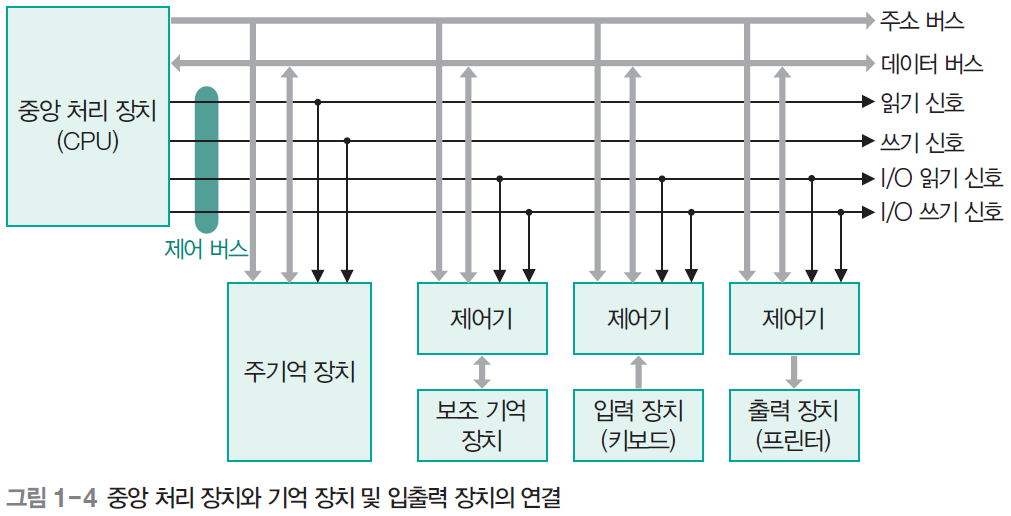 중앙 처리 장치
(CPU)
주소 버스
데이터 버스
읽기 신호
쓰기 신호
I/O 읽기 신호
I/O 쓰기 신호
제어 버스
주기억 장치
제어기
제어기
제어기
보조 기억
장치
입력 장치
(키보드)
출력 장치
(프린터)
그림 1-4 중앙 처리 장치와 기억 장치 및 입출력 장치의 연결